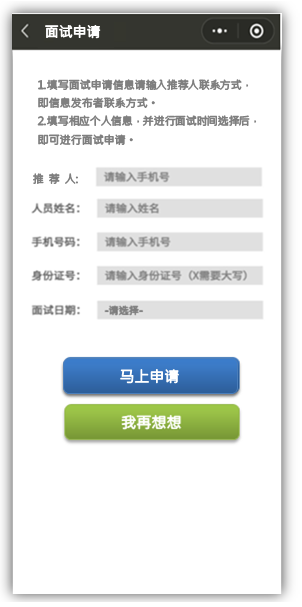 面试申请
1.填写面试申请信息请输入推荐人联系方式，
即信息发布者联系方式。
2.填写相应个人信息，并进行面试时间选择后，
即可进行面试申请。
推 荐 人: 请输入手机号
人员姓名: 请输入姓名
手机号码: 请输入手机号
身份证号: 请输入身份证号（X需要大写）
面试日期: -请选择-
马上申请
我再想想